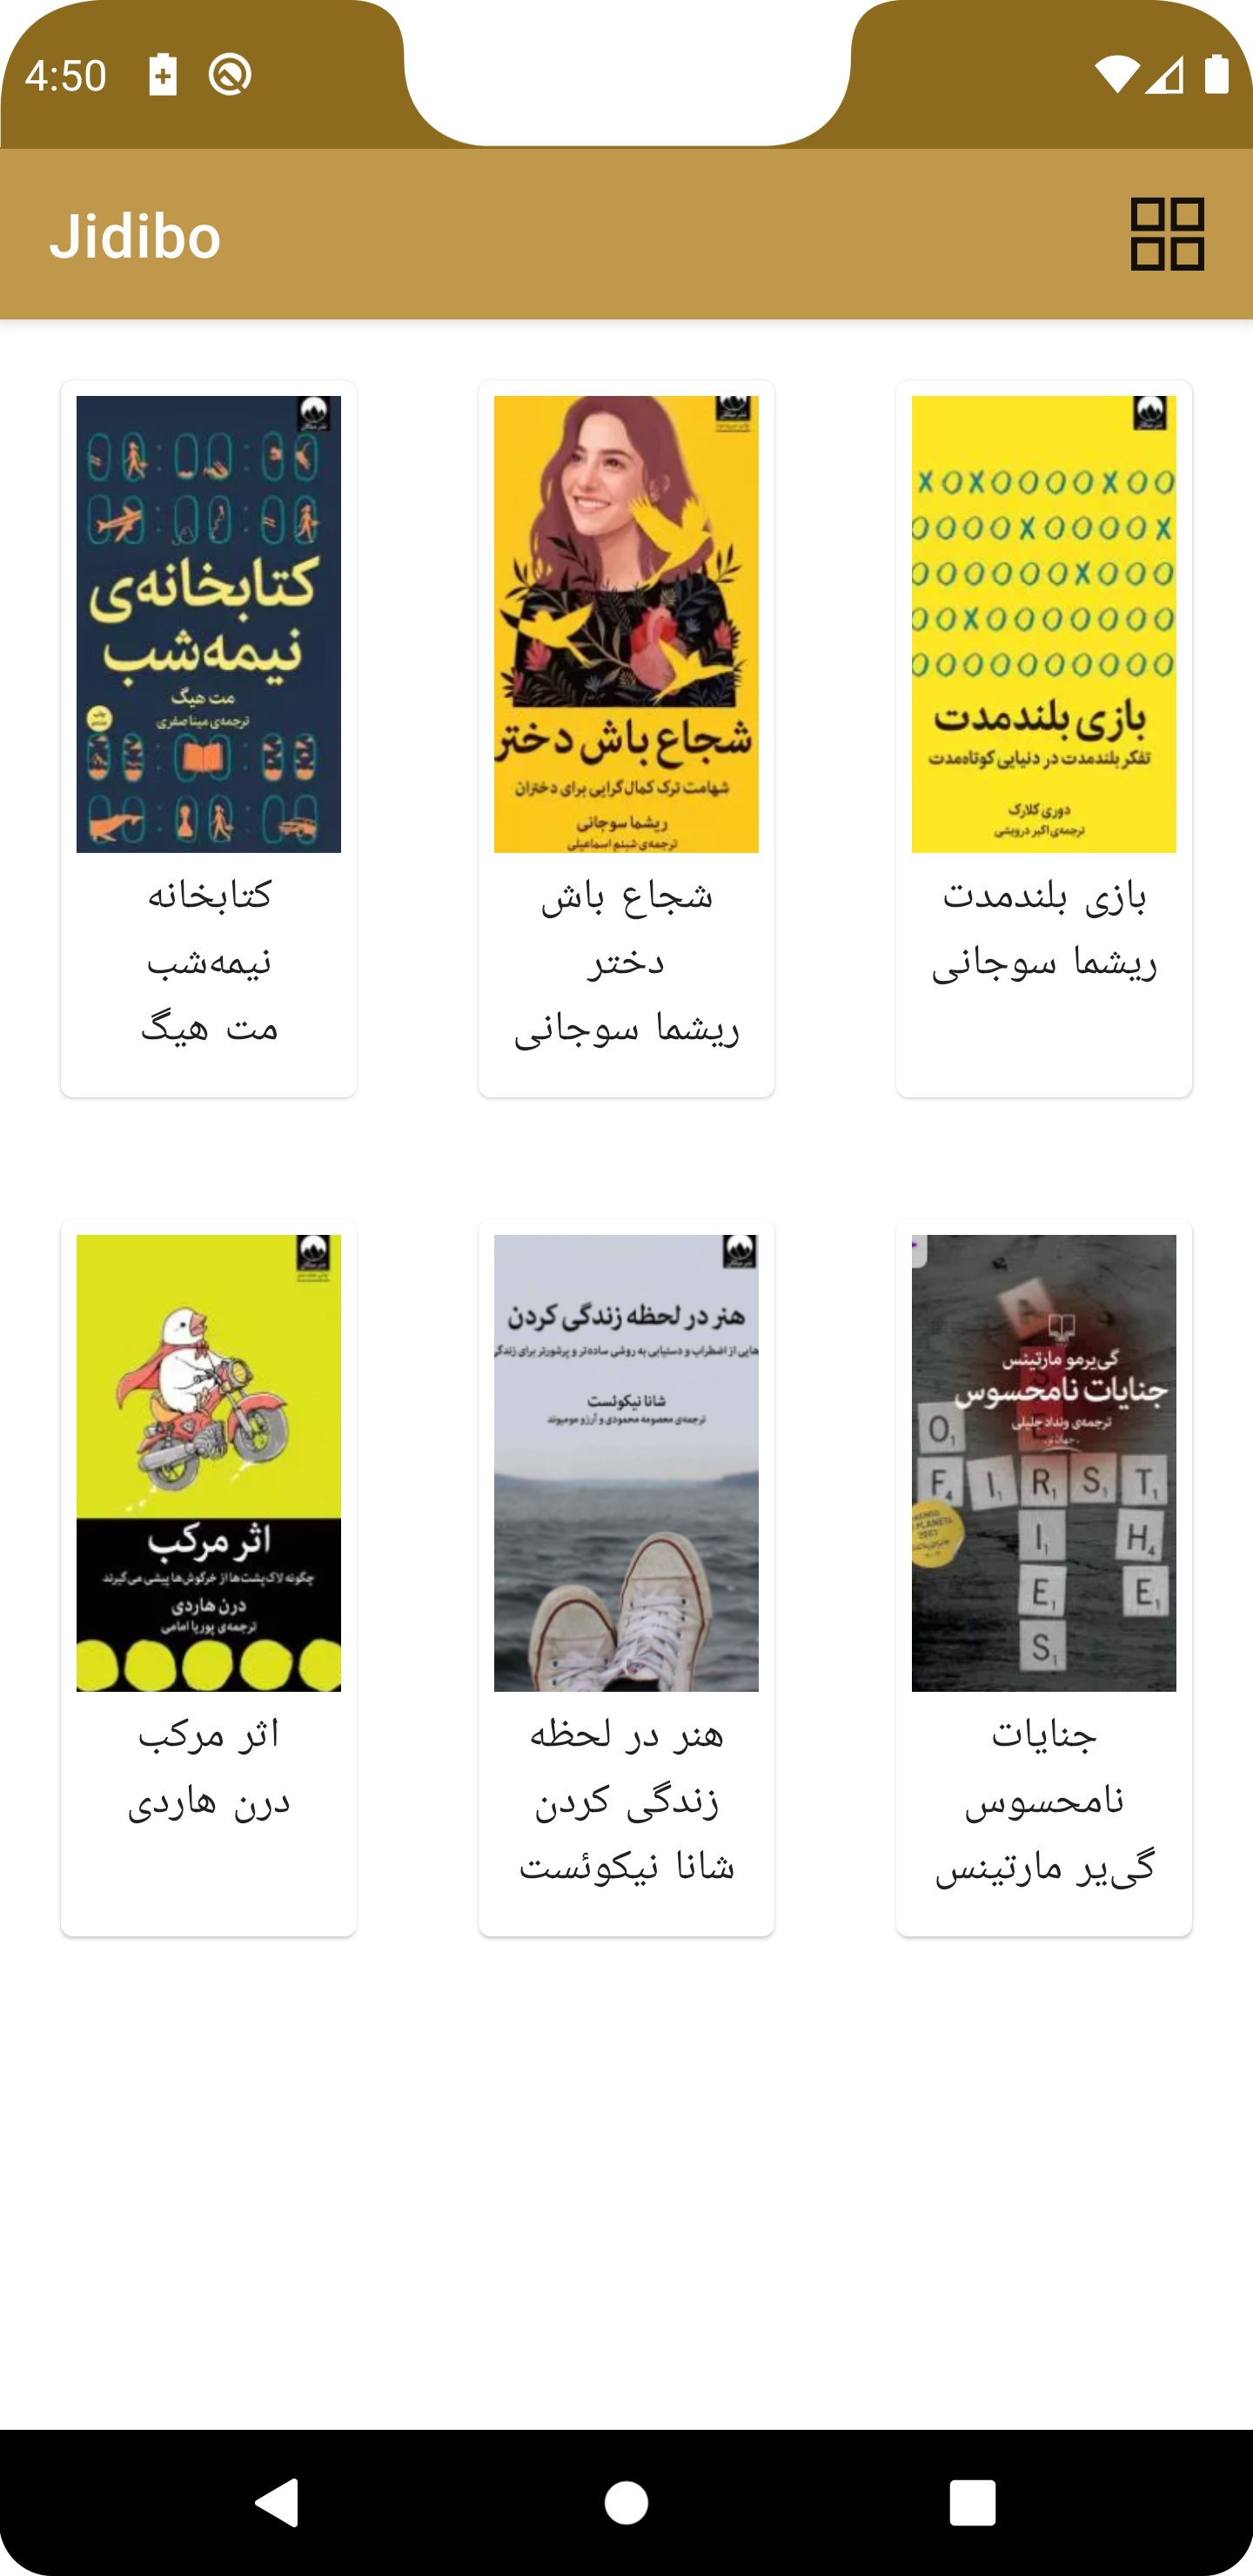 4:50
Jidibo
کتابخانه‌ی
نیمه‌شب
مت هیگ
ترجمه‌ی مینا صفری
کتابخانه
نیمه‌شب
مت هیگ
شجاع باش دختر
شهامت ترک کمال‌گرایی برای دختران
ریشما سوجانی
ترجمه‌ی شبنم اسماعیلی
شجاع باش
دختر
ریشما سوجانی
XOXOOOOXOO
OOOOXOOOOX
OOOOOOXOOO
OOXOOOOOOO
OOOOOOOOOO
بازی بلندمدت
تفکر بلندمدت در دنیایی کوتاه‌مدت
دوری کلارک
ترجمه‌ی اکبر درویشی
بازی بلندمدت
ریشما سوجانی
اثر مرکب
چگونه لاک‌پشت‌ها از خرگوش‌ها پیشی می‌گیرند
درن هاردی
ترجمه‌ی پوریا امامی
اثر مرکب
درن هاردی
هنر در لحظه زندگی کردن
هایی از اضطراب و دستیابی به روشی ساده‌تر و پرشورتر برای زندگی
شانا نیکوئست
ترجمه‌ی معصومه محمودی و آرزو مومیوند
هنر در لحظه
زندگی کردن
شانا نیکوئست
A
گی‌یرمو مارتینس
جنایات نامحسوس
ترجمه‌ی ونداد جلیلی
O
F I R S T
I H
E E
S
جنایات
نامحسوس
گی‌یر مارتینس